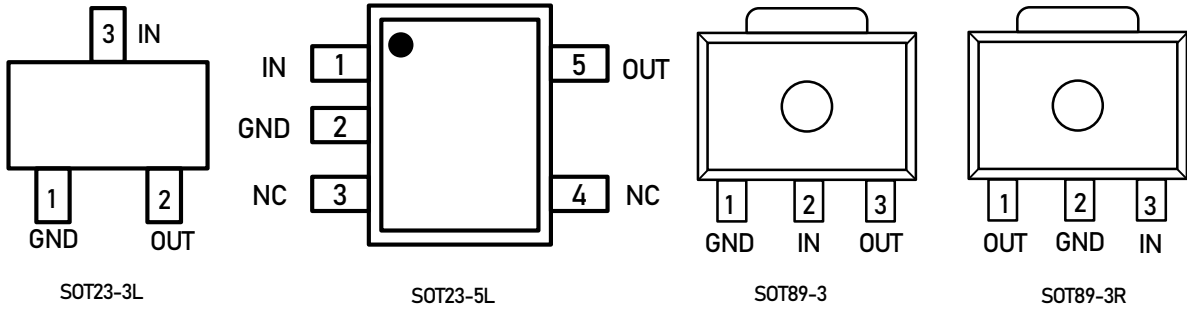 3 IN
1 2
GND OUT
SOT23-3L
IN 1 5 OUT
GND 2
NC 3 4 NC
SOT23-5L
1 2 3
GND IN OUT
SOT89-3
1 2 3
OUT GND IN
SOT89-3R